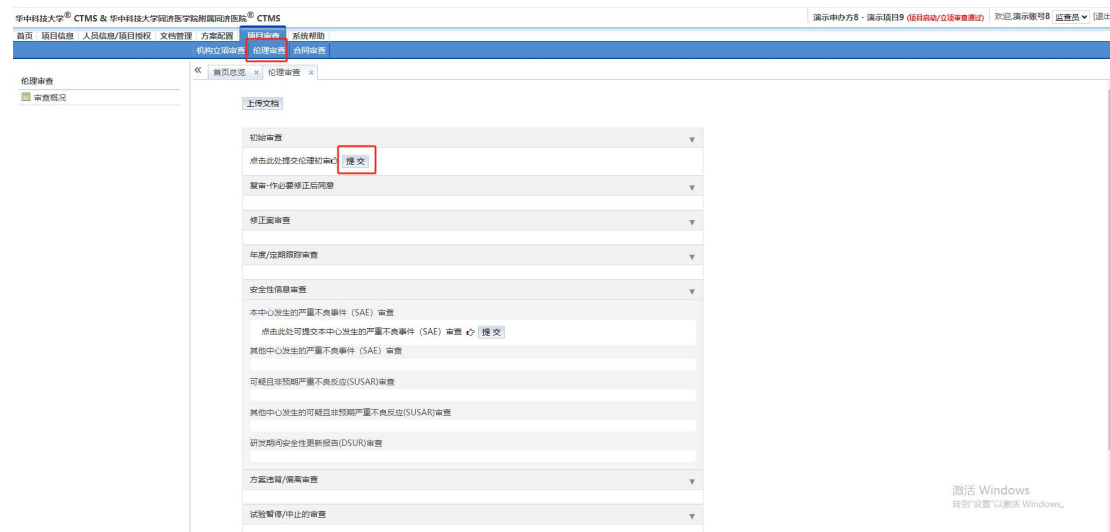 华中科技大学® CTMS & 华中科技大学同济医学院附属同济医院® CTMS
演示申办方8 - 演示项目9 (项目启动/立项审查通过) 欢迎,演示账号8 监查员 [退出
首页 项目信息 人员信息/项目授权 文档管理 方案配置 项目审查 系统帮助
机构立项审查 伦理审查 合同审查
伦理审查
审查概况
« 首页总览 × 伦理审查 ×
上传文档
初始审查
点击此处提交伦理初审 提 交
复审-作必要修正后同意
修正案审查
年度/定期跟踪审查
安全性信息审查
本中心发生的严重不良事件（SAE）审查
点击此处可提交本中心发生的严重不良事件（SAE）审查 提 交
其他中心发生的严重不良事件（SAE）审查
可疑且非预期严重不良反应(SUSAR)审查
其他中心发生的可疑且非预期严重不良反应(SUSAR)审查
研发期间安全性更新报告(DSUR)审查
方案违背/偏离审查
试验暂停/中止的审查
激活 Windows
转到"设置"以激活 Windows。